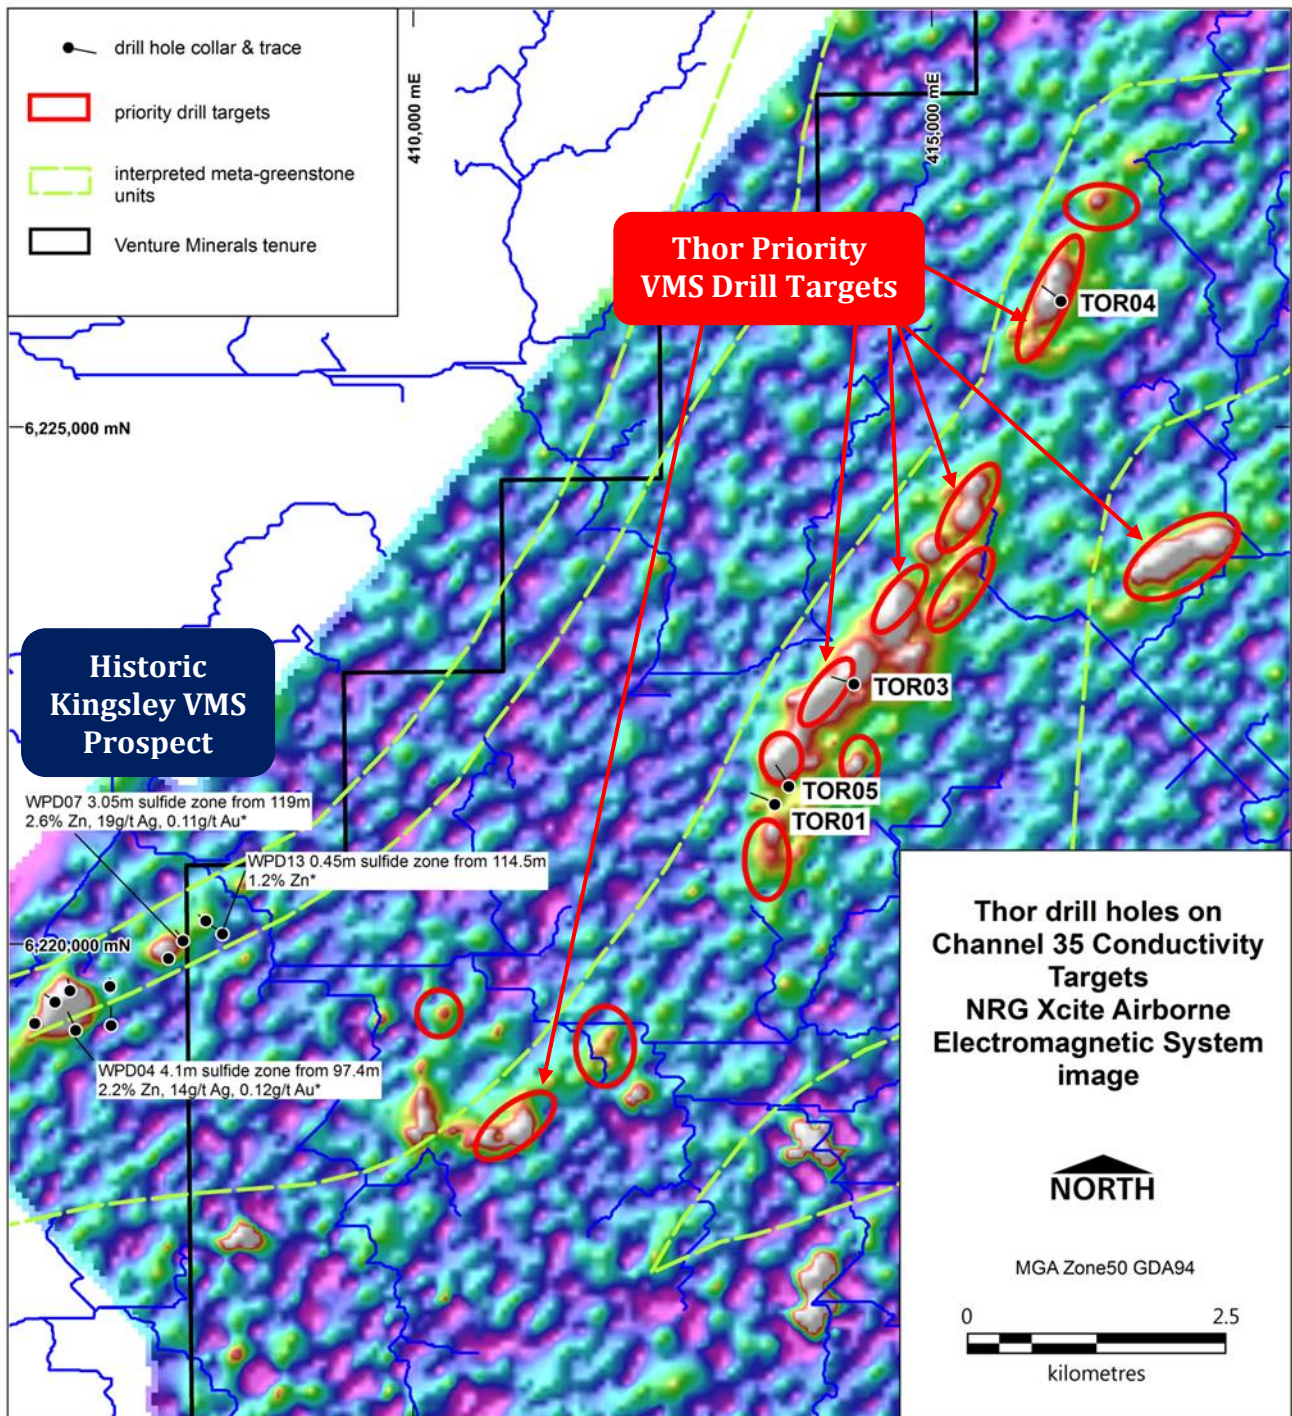 drill hole collar & trace
priority drill targets
interpreted meta-greenstone
units
Venture Minerals tenure
410,000 mE
415,000 mE
Thor Priority
VMS Drill Targets
TOR04
6,225,000 mN
Historic
Kingsley VMS
Prospect
TOR03
TOR05
TOR01
WPD07 3.05m sulfide zone from 119m
2.6% Zn, 19g/t Ag, 0.11g/t Au*
WPD13 0.45m sulfide zone from 114.5m
1.2% Zn*
6,220,000 mN
WPD04 4.1m sulfide zone from 97.4m
2.2% Zn, 14g/t Ag, 0.12g/t Au*
Thor drill holes on
Channel 35 Conductivity
Targets
NRG Xcite Airborne
Electromagnetic System
image
NORTH
MGA Zone50 GDA94
0 2.5
kilometres